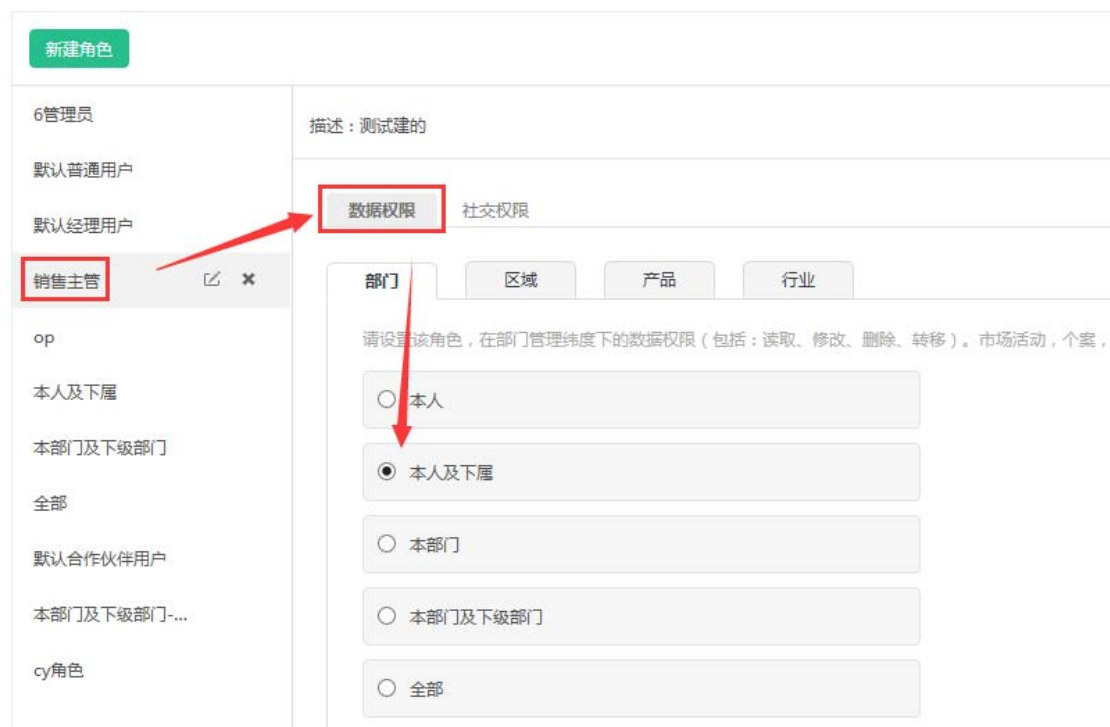 新建角色
6管理员
默认普通用户
默认经理用户
销售主管
op
本人及下属
本部门及下级部门
全部
默认合作伙伴用户
本部门及下级部门-...
cy角色
描述：测试建的
数据权限 社交权限
部门 区域 产品 行业
请设置该角色，在部门管理纬度下的数据权限（包括：读取、修改、删除、转移）。市场活动，个案，
本人
本人及下属
本部门
本部门及下级部门
全部